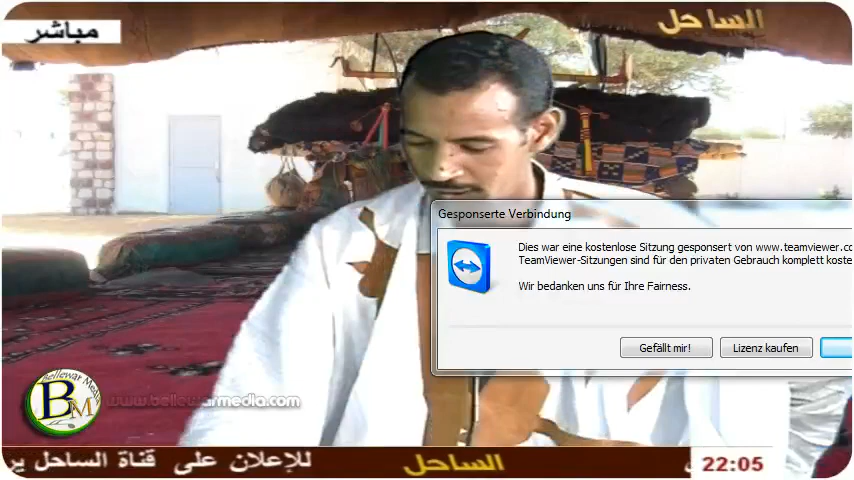 مباشر
الساحل
Gesponserte Verbindung
Dies war eine kostenlose Sitzung gesponsert von www.teamviewer.co
TeamViewer-Sitzungen sind für den privaten Gebrauch komplett koste
Wir bedanken uns für Ihre Fairness.
Gefällt mir!
Lizenz kaufen
Bellewar Media
BM
www.bellewarmedia.com
للإعلان على قناة الساحل ير
الساحل
22:05